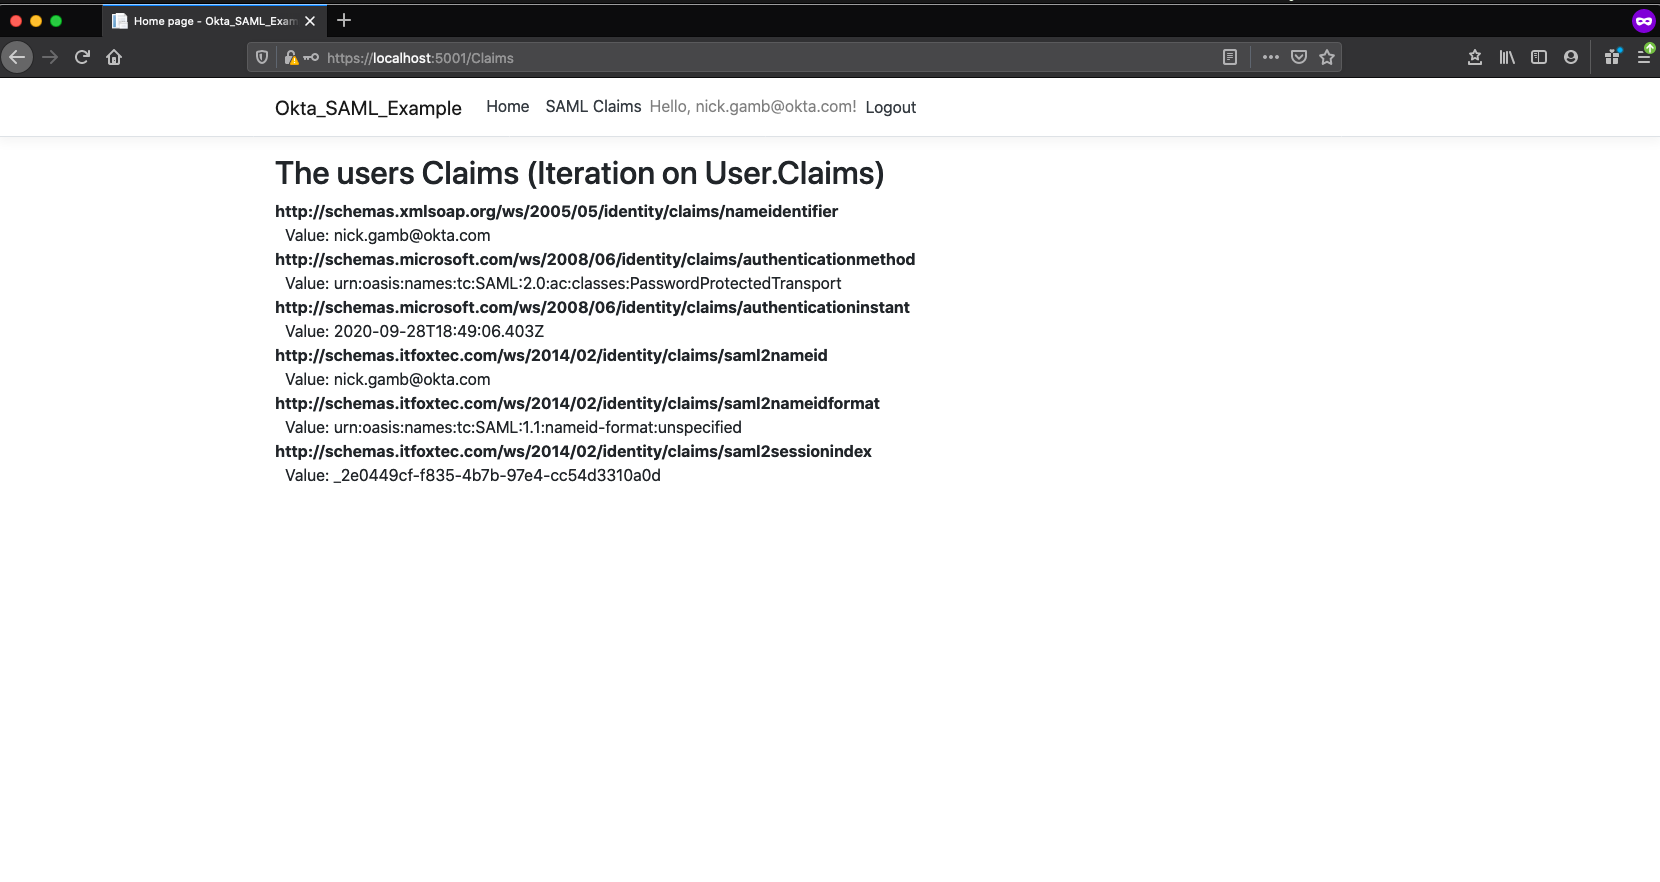 Home page - Okta_SAML_Exam
https://localhost:5001/Claims
Okta_SAML_Example Home SAML Claims Hello, nick.gamb@okta.com! Logout
The users Claims (Iteration on User.Claims)
http://schemas.xmlsoap.org/ws/2005/05/identity/claims/nameidentifier
Value: nick.gamb@okta.com
http://schemas.microsoft.com/ws/2008/06/identity/claims/authenticationmethod
Value: urn:oasis:names:tc:SAML:2.0:ac:classes:PasswordProtectedTransport
http://schemas.microsoft.com/ws/2008/06/identity/claims/authenticationinstant
Value: 2020-09-28T18:49:06.403Z
http://schemas.itfoxtec.com/ws/2014/02/identity/claims/saml2nameid
Value: nick.gamb@okta.com
http://schemas.itfoxtec.com/ws/2014/02/identity/claims/saml2nameidformat
Value: urn:oasis:names:tc:SAML:1.1:nameid-format:unspecified
http://schemas.itfoxtec.com/ws/2014/02/identity/claims/saml2sessionindex
Value: _2e0449cf-f835-4b7b-97e4-cc54d3310a0d